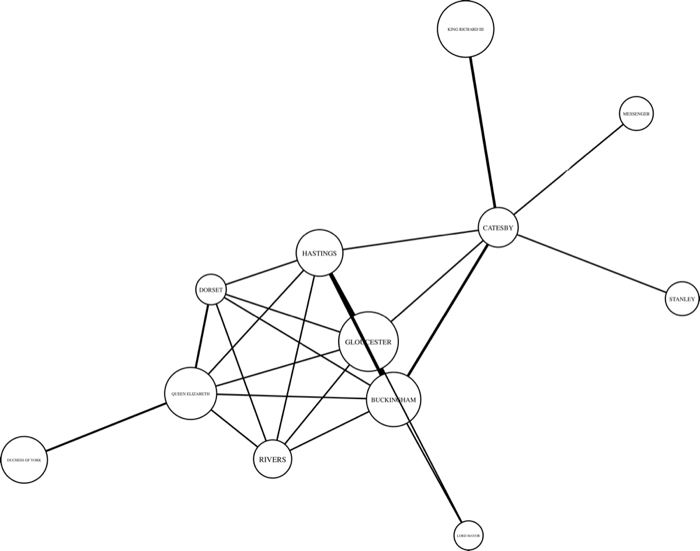 KING RICHARD III
MESSENGER
CATESBY
HASTINGS
DORSET
STANLEY
GLOUCESTER
QUEEN ELIZABETH
BUCKINGHAM
DUCHESS OF YORK
RIVERS
LORD MAYOR